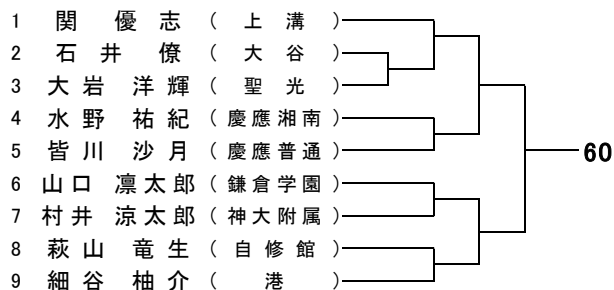 1 関 優志 ( 上溝 )
2 石井 僚 ( 大谷 )
3 大岩 洋輝 ( 聖光 )
4 水野 祐紀 ( 慶應湘南 )
5 皆川 沙月 ( 慶應普通 )
6 山口 凛太郎 ( 鎌倉学園 )
7 村井 涼太郎 ( 神大附属 )
8 萩山 竜生 ( 自修館 )
9 細谷 柚介 ( 港 )
60